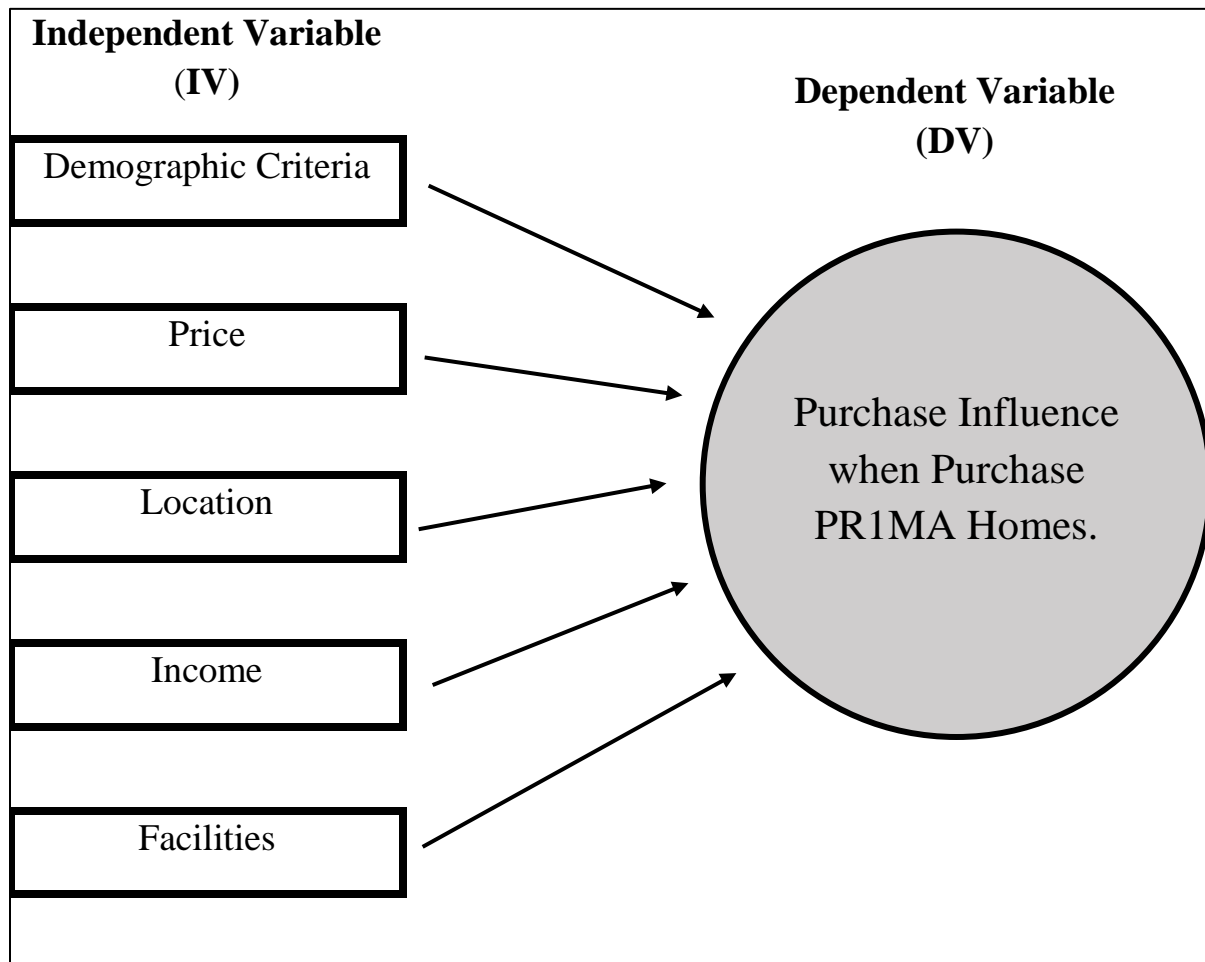 Independent Variable
(IV)
Dependent Variable
(DV)
Demographic Criteria
Price
Location
Income
Facilities
Purchase Influence
when Purchase
PR1MA Homes.